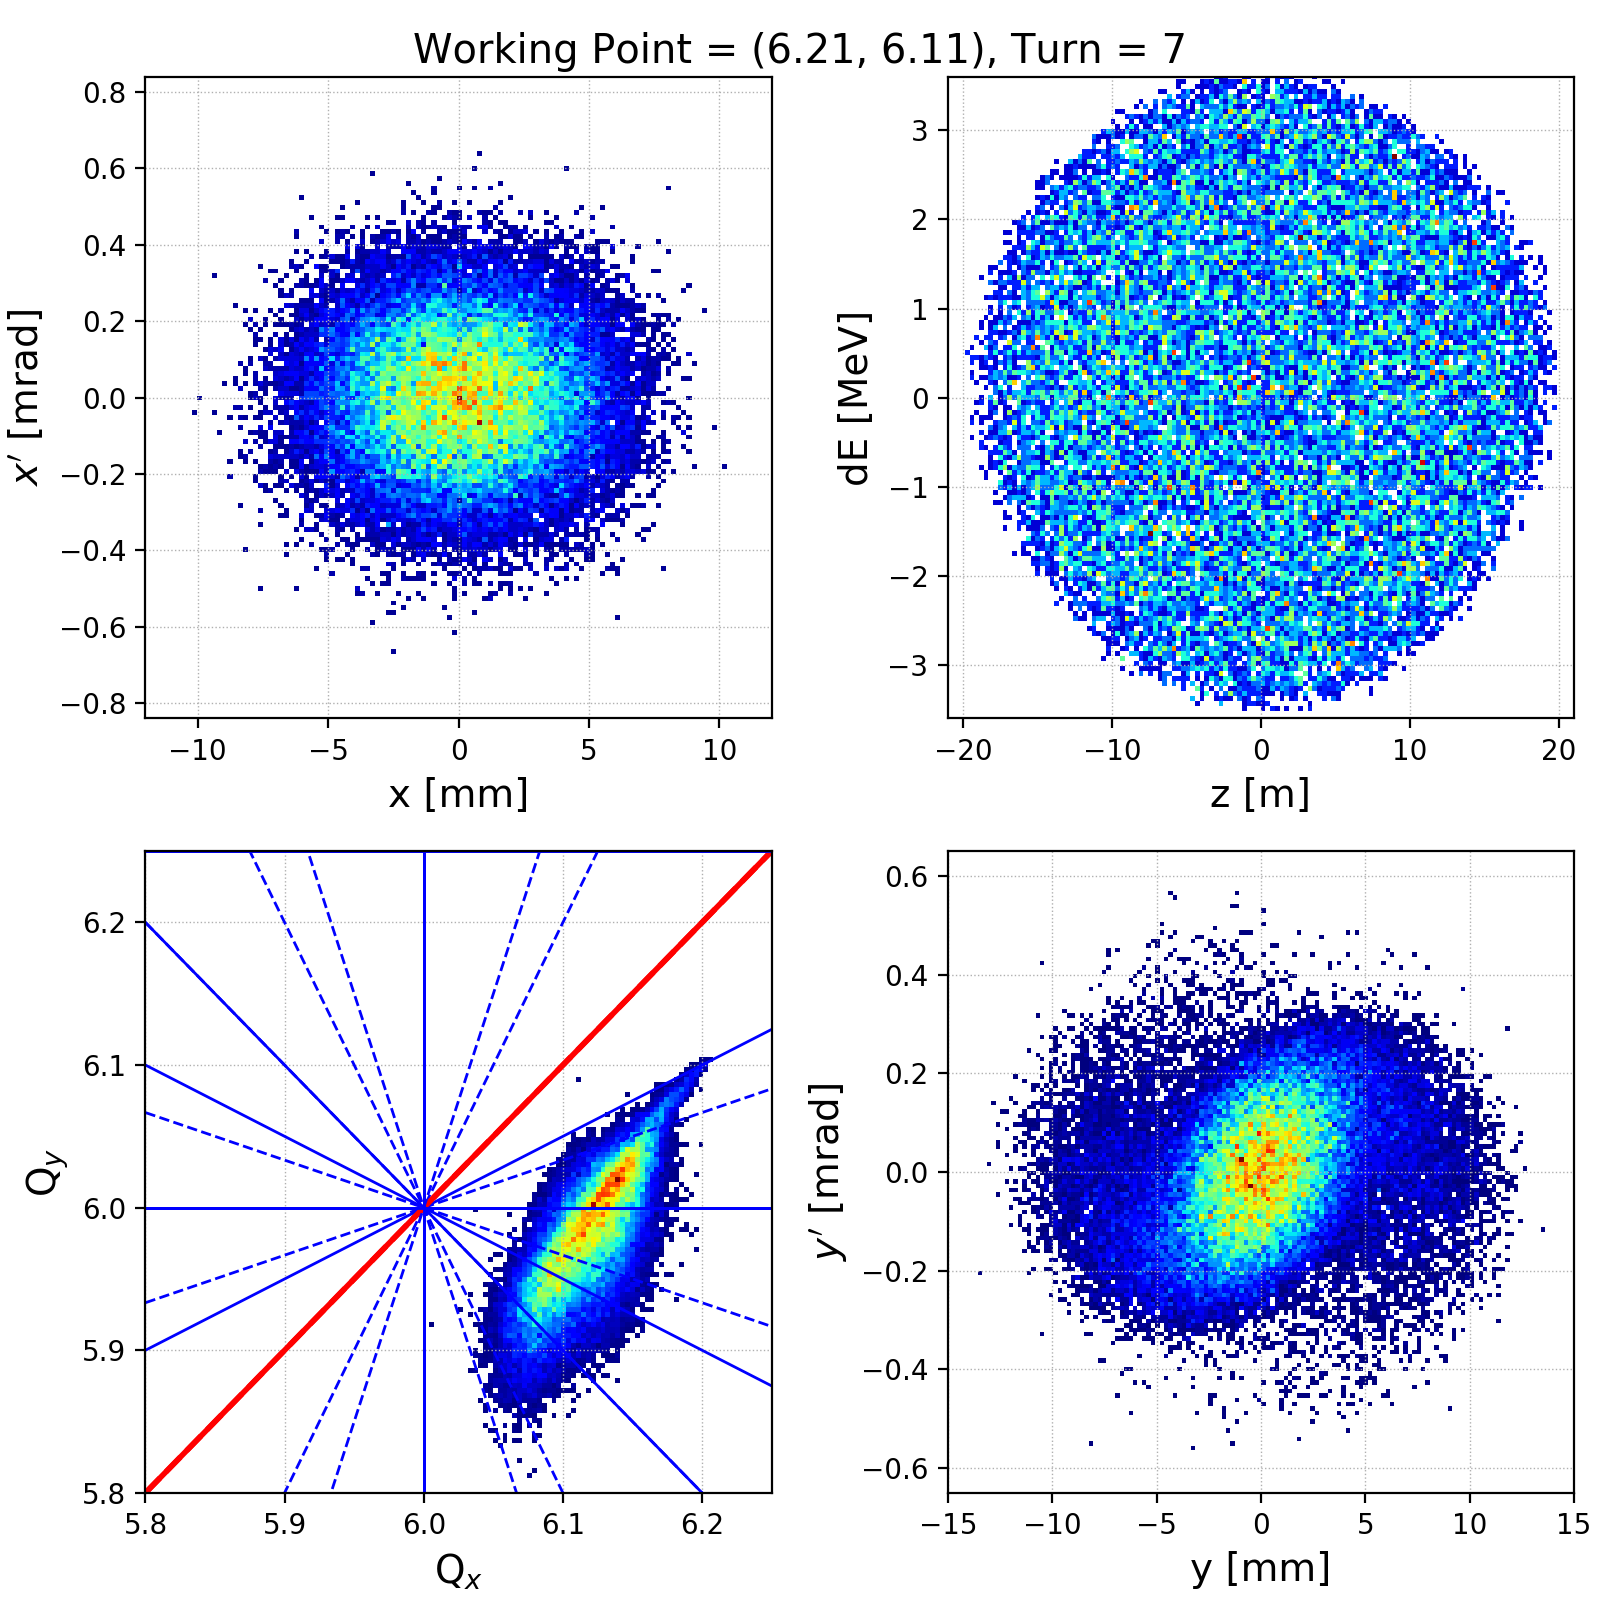 Working Point = (6.21, 6.11), Turn = 7
0.8
0.6
0.4
0.2
0.0
−0.2
−0.4
−0.6
−0.8
x′ [mrad]
−10 −5 0 5 10
x [mm]
3
2
1
0
−1
−2
−3
dE [MeV]
−20 −10 0 10 20
z [m]
6.2
6.1
6.0
5.9
5.8
Qy
5.8 5.9 6.0 6.1 6.2
Qx
0.6
0.4
0.2
0.0
−0.2
−0.4
−0.6
y′ [mrad]
−15 −10 −5 0 5 10 15
y [mm]